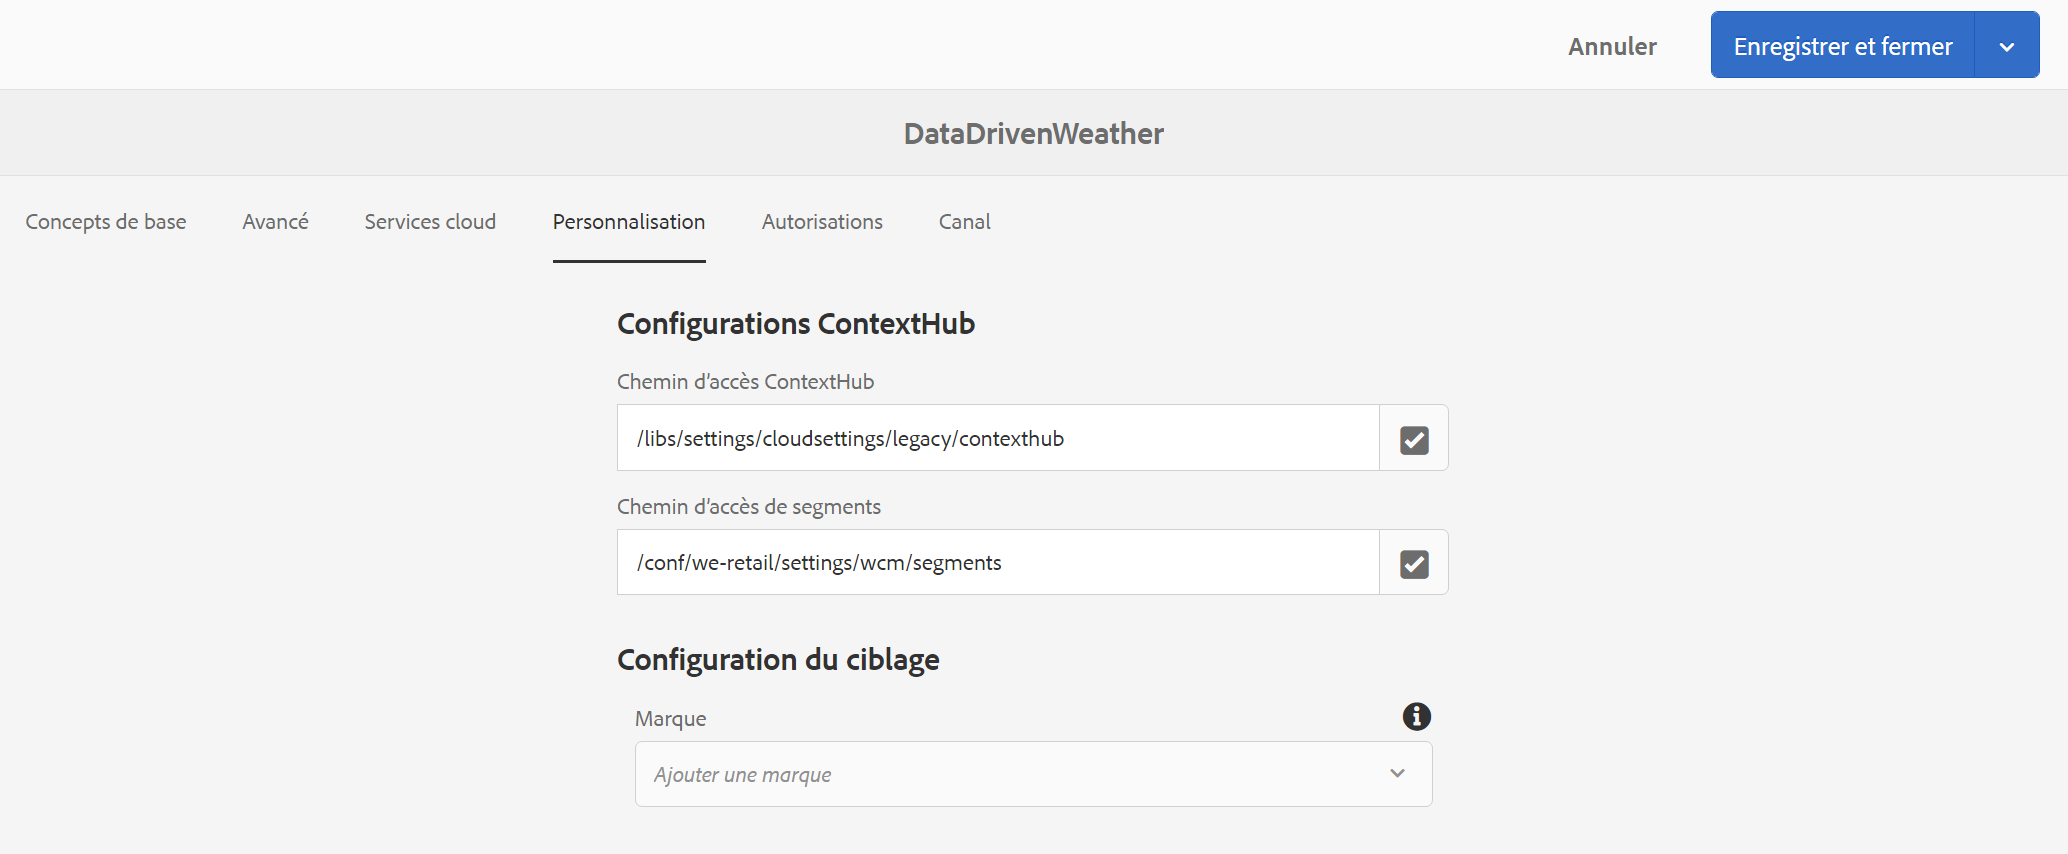 Annuler
Enregistrer et fermer
DataDrivenWeather
Concepts de base
Avancé
Services cloud
Personnalisation
Autorisations
Canal
Configurations ContextHub
Chemin d’accès ContextHub
/libs/settings/cloudsettings/legacy/contexthub
Chemin d’accès de segments
/conf/we-retail/settings/wcm/segments
Configuration du ciblage
Marque
Ajouter une marque